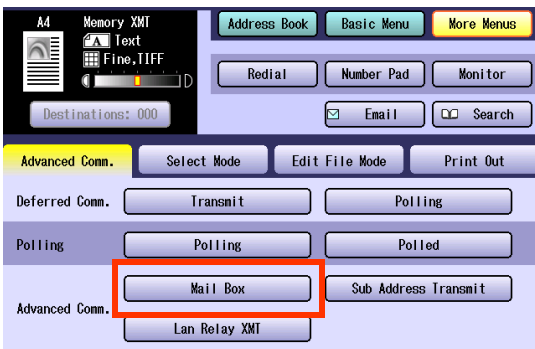 A4 Memory XMT
A Text
Fine,TIFF
D
Destinations: 000
Address Book Basic Menu More Menus
Redial Number Pad Monitor
Email Search
Advanced Comm. Select Mode Edit File Mode Print Out
Deferred Comm. Transmit Polling
Polling Polling Polled
Advanced Comm. Mail Box Sub Address Transmit
Lan Relay XMT